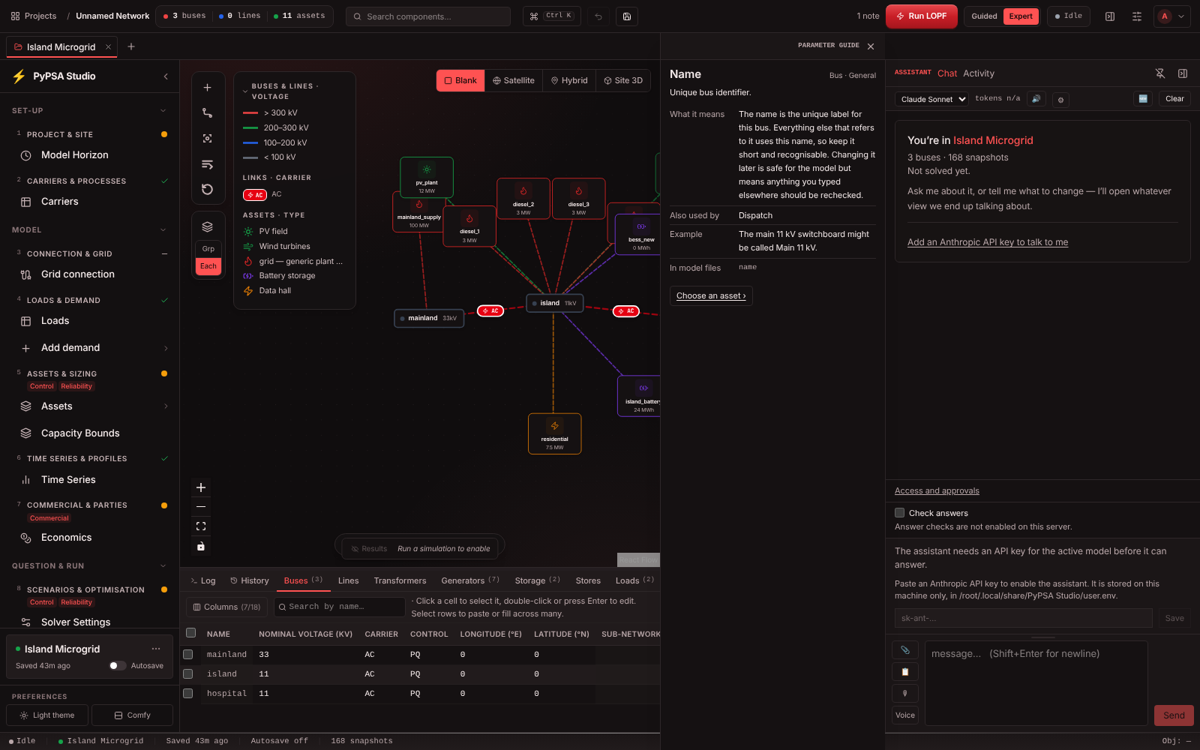 Projects / Unnamed Network
3 buses 0 lines 11 assets
Search components...
⌘ Ctrl K
1 note
Run LOPF
Guided Expert
Idle
A
Island Microgrid
PyPSA Studio
SET-UP
1 PROJECT & SITE
Model Horizon
2 CARRIERS & PROCESSES
Carriers
MODEL
3 CONNECTION & GRID
Grid connection
4 LOADS & DEMAND
Loads
Add demand
5 ASSETS & SIZING
Control Reliability
Assets
Capacity Bounds
6 TIME SERIES & PROFILES
Time Series
7 COMMERCIAL & PARTIES
Commercial
Economics
QUESTION & RUN
8 SCENARIOS & OPTIMISATION
Control Reliability
Solver Settings
Island Microgrid
Saved 43m ago Autosave
PREFERENCES
Light theme Comfy
Grp
Each
BUSES & LINES ·
VOLTAGE
> 300 kV
200–300 kV
100–200 kV
< 100 kV
LINKS · CARRIER
AC AC
ASSETS · TYPE
PV field
Wind turbines
grid — generic plant ...
Battery storage
Data hall
Blank Satellite Hybrid Site 3D
pv_plant
12 MW
mainland_supply
100 MW
diesel_1
3 MW
diesel_2
3 MW
diesel_3
3 MW
bess_new
0 MWh
mainland 33kV
AC
island 11kV
AC
island_batter
24 MWh
residential
7.5 MW
Results Run a simulation to enable
Log History Buses (3) Lines Transformers Generators (7) Storage (2) Stores Loads (2)
Columns (7/18)
Search by name…
· Click a cell to select it, double-click or press Enter to edit.
Select rows to paste or fill across many.
NAME NOMINAL VOLTAGE (KV) CARRIER CONTROL LONGITUDE (°E) LATITUDE (°N) SUB-NETWORK
mainland 33 AC PQ 0 0
island 11 AC PQ 0 0
hospital 11 AC PQ 0 0
PARAMETER GUIDE
Name
Bus · General
Unique bus identifier.
What it means
The name is the unique label for
this bus. Everything else that refers
to it uses this name, so keep it
short and recognisable. Changing it
later is safe for the model but
means anything you typed
elsewhere should be rechecked.
Also used by Dispatch
Example
The main 11 kV switchboard might
be called Main 11 kV.
In model files name
Choose an asset ›
ASSISTANT Chat Activity
Claude Sonnet tokens n/a
Clear
You're in Island Microgrid
3 buses · 168 snapshots
Not solved yet.
Ask me about it, or tell me what to change — I'll open whatever
view we end up talking about.
Add an Anthropic API key to talk to me
Access and approvals
Check answers
Answer checks are not enabled on this server.
The assistant needs an API key for the active model before it can
answer.
Paste an Anthropic API key to enable the assistant. It is stored on this
machine only, in /root/.local/share/PyPSA Studio/user.env.
sk-ant-…
Save
message… (Shift+Enter for newline)
Voice
Send
Idle Island Microgrid Saved 43m ago Autosave off 168 snapshots
Obj: —